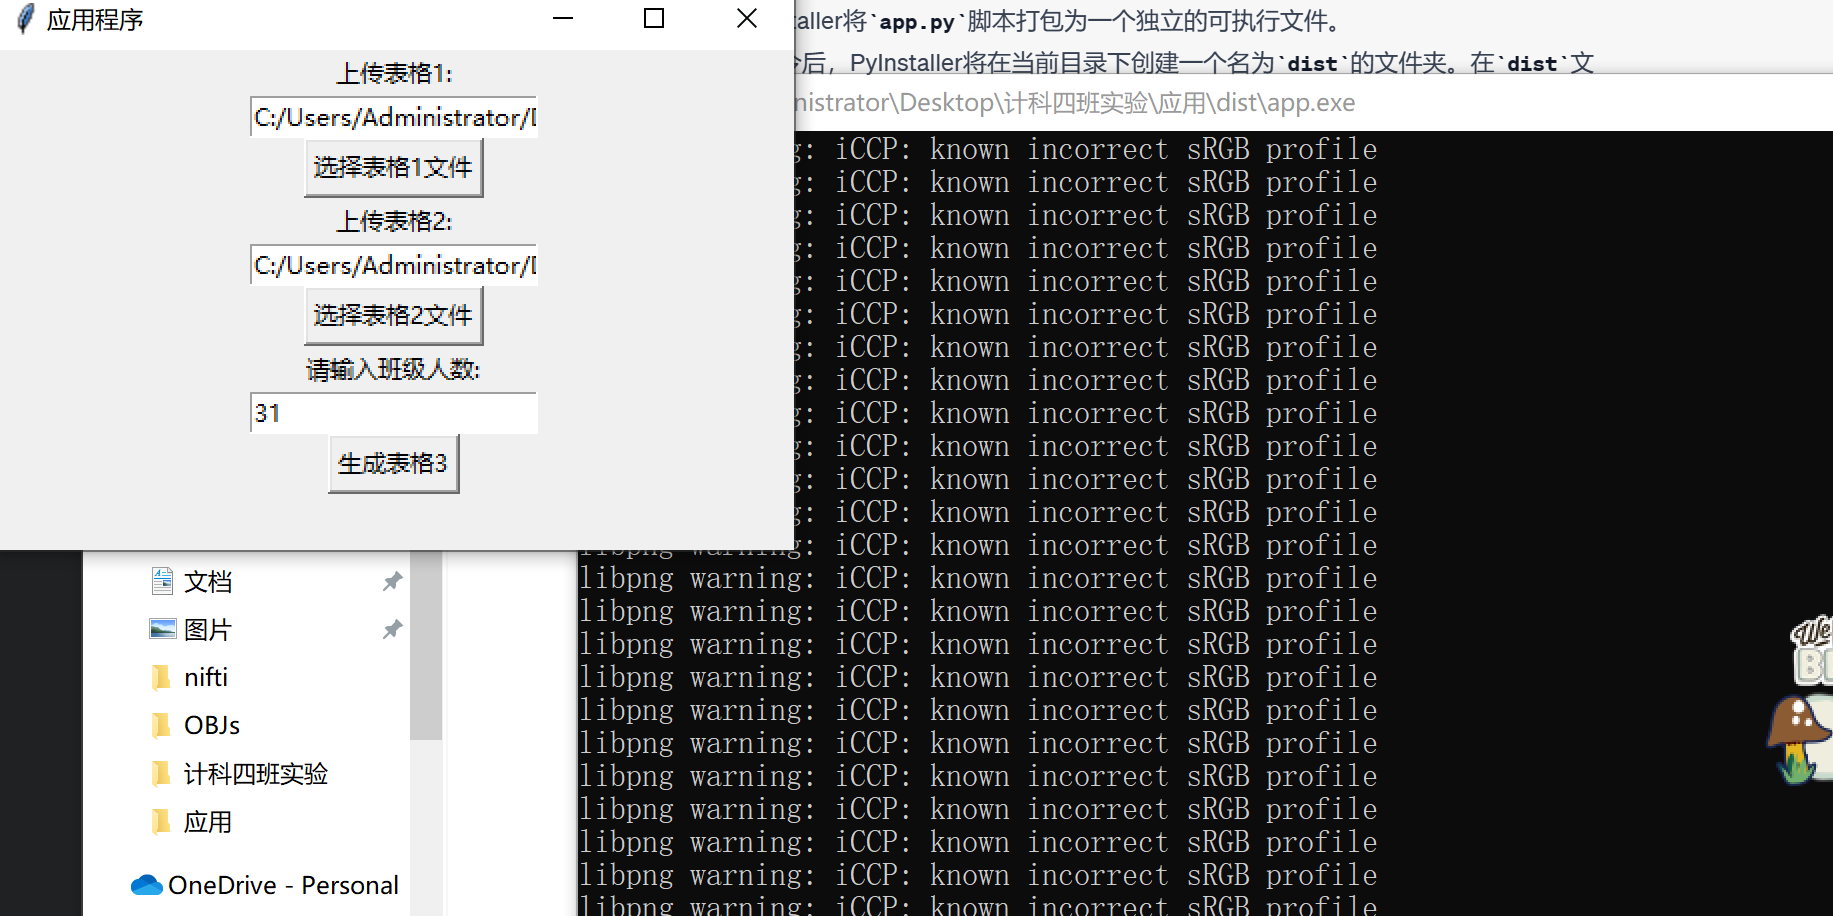 应用程序
上传表格1:
C:/Users/Administrator/D
选择表格1文件
上传表格2:
C:/Users/Administrator/D
选择表格2文件
请输入班级人数:
31
生成表格3
taller将`app.py`脚本打包为一个独立的可执行文件。
令后，PyInstaller将在当前目录下创建一个名为`dist`的文件夹。在`dist`文
nistrator\Desktop\计科四班实验\应用\dist\app.exe
g: iCCP: known incorrect sRGB profile
g: iCCP: known incorrect sRGB profile
g: iCCP: known incorrect sRGB profile
g: iCCP: known incorrect sRGB profile
g: iCCP: known incorrect sRGB profile
g: iCCP: known incorrect sRGB profile
g: iCCP: known incorrect sRGB profile
g: iCCP: known incorrect sRGB profile
g: iCCP: known incorrect sRGB profile
g: iCCP: known incorrect sRGB profile
g: iCCP: known incorrect sRGB profile
g: iCCP: known incorrect sRGB profile
libpng warning: iCCP: known incorrect sRGB profile
libpng warning: iCCP: known incorrect sRGB profile
libpng warning: iCCP: known incorrect sRGB profile
libpng warning: iCCP: known incorrect sRGB profile
libpng warning: iCCP: known incorrect sRGB profile
libpng warning: iCCP: known incorrect sRGB profile
libpng warning: iCCP: known incorrect sRGB profile
libpng warning: iCCP: known incorrect sRGB profile
libpng warning: iCCP: known incorrect sRGB profile
libpng warning: iCCP: known incorrect sRGB profile
libpng warning: iCCP: known incorrect sRGB profile
libpng warning: iCCP: known incorrect sRGB profile
文档
图片
nifti
OBJs
计科四班实验
应用
OneDrive - Personal
We